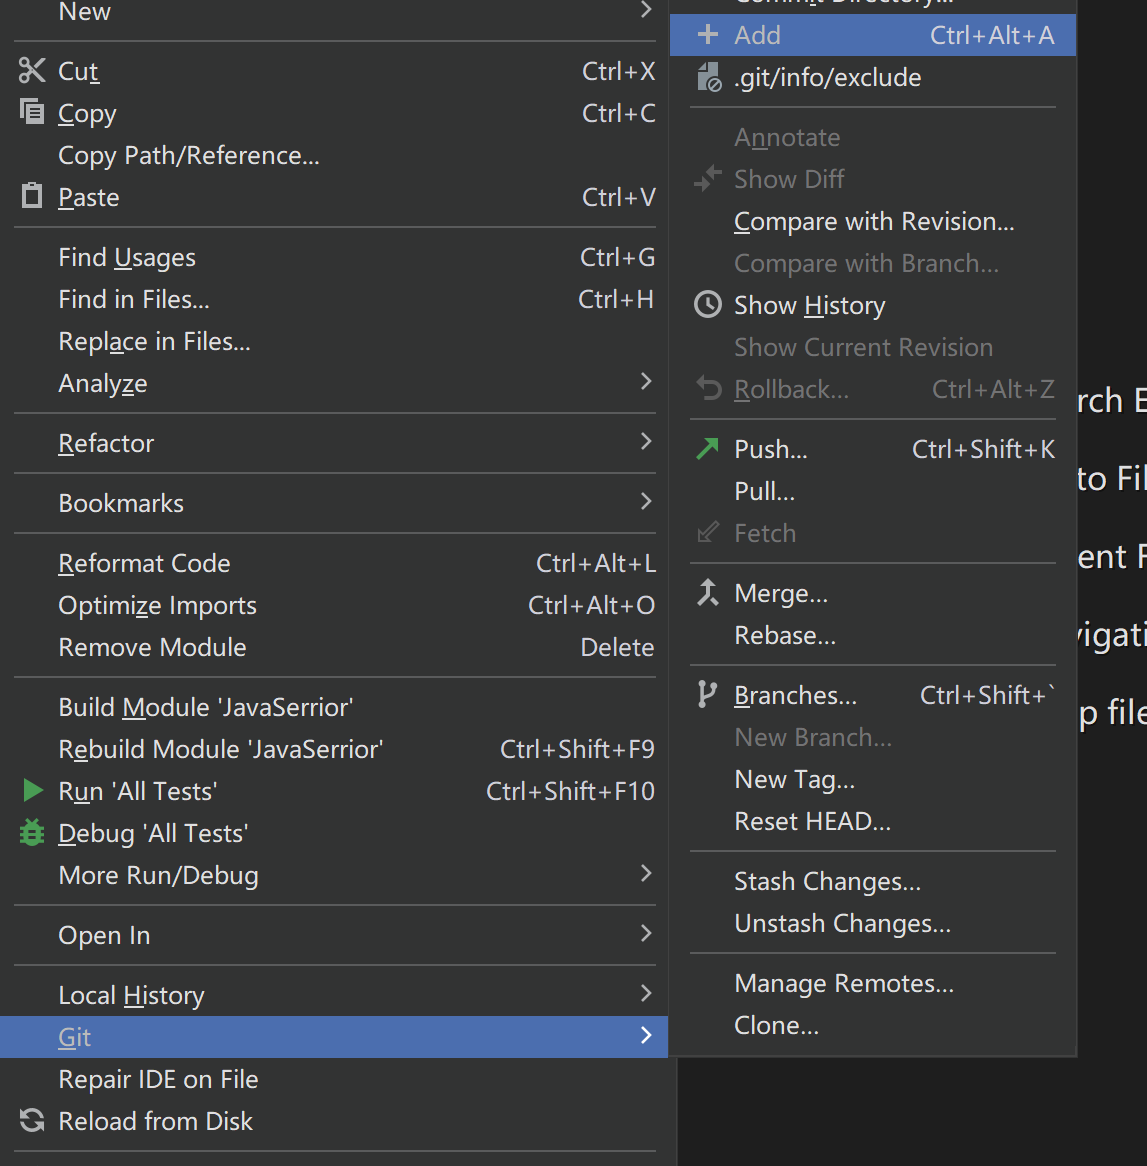 New
Cut Ctrl+X
Copy Ctrl+C
Copy Path/Reference...
Paste Ctrl+V
Find Usages Ctrl+G
Find in Files... Ctrl+H
Replace in Files...
Analyze
Refactor
Bookmarks
Reformat Code Ctrl+Alt+L
Optimize Imports Ctrl+Alt+O
Remove Module Delete
Build Module 'JavaSerrior'
Rebuild Module 'JavaSerrior' Ctrl+Shift+F9
Run 'All Tests' Ctrl+Shift+F10
Debug 'All Tests'
More Run/Debug
Open In
Local History
Git
Repair IDE on File
Reload from Disk
Commit Directory...
Add Ctrl+Alt+A
.git/info/exclude
Annotate
Show Diff
Compare with Revision...
Compare with Branch...
Show History
Show Current Revision
Rollback... Ctrl+Alt+Z
Push... Ctrl+Shift+K
Pull...
Fetch
Merge...
Rebase...
Branches... Ctrl+Shift+`
New Branch...
New Tag...
Reset HEAD...
Stash Changes...
Unstash Changes...
Manage Remotes...
Clone...
rch E
to Fil
ent F
vigati
p file